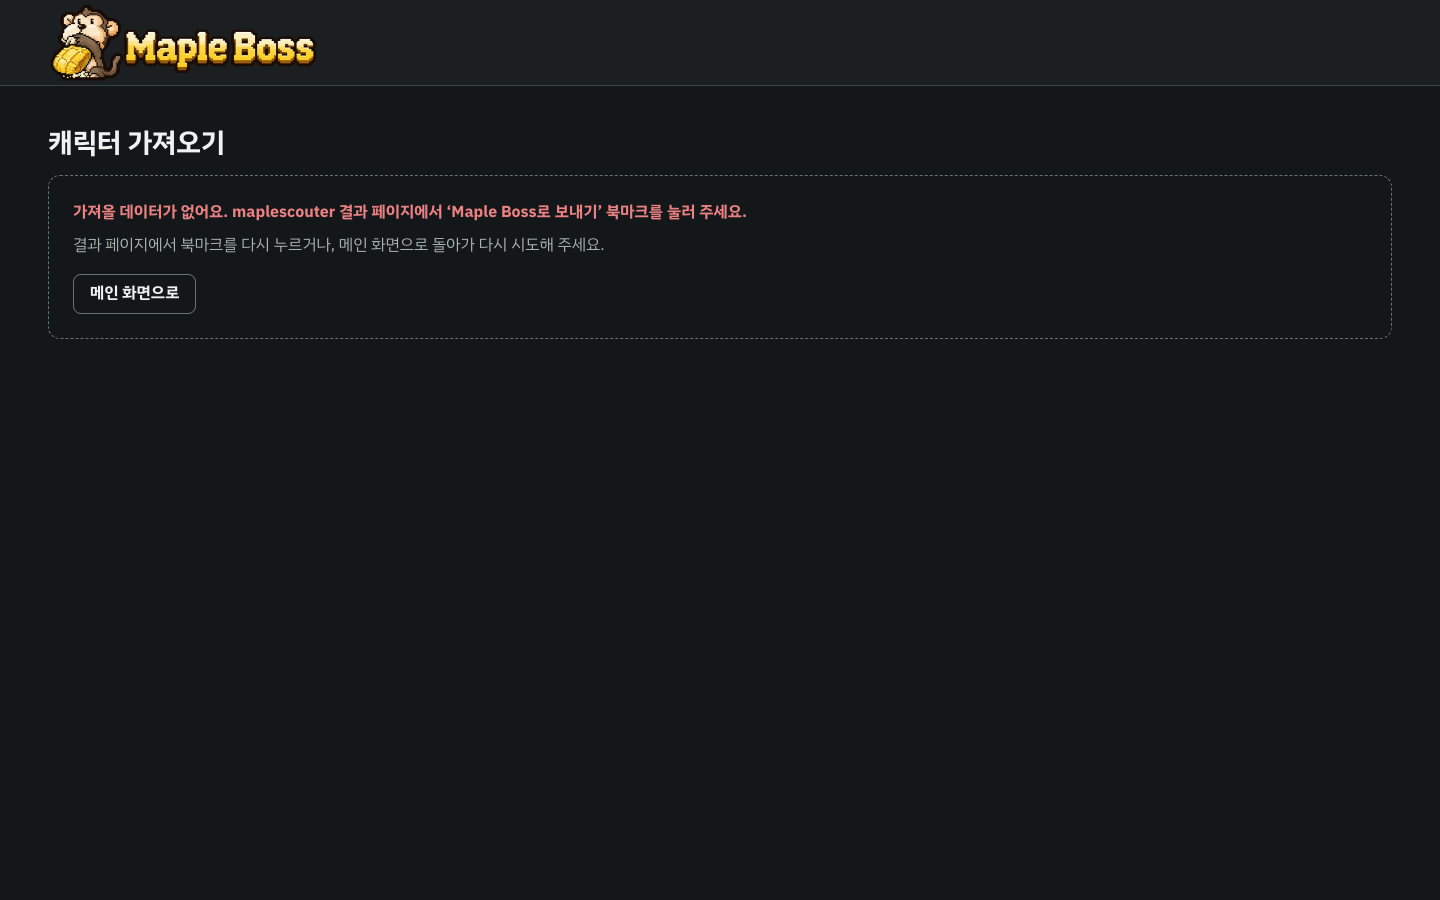 Maple Boss
캐릭터 가져오기
가져올 데이터가 없어요. maplescouter 결과 페이지에서 ‘Maple Boss로 보내기’ 북마크를 눌러 주세요.
결과 페이지에서 북마크를 다시 누르거나, 메인 화면으로 돌아가 다시 시도해 주세요.
메인 화면으로